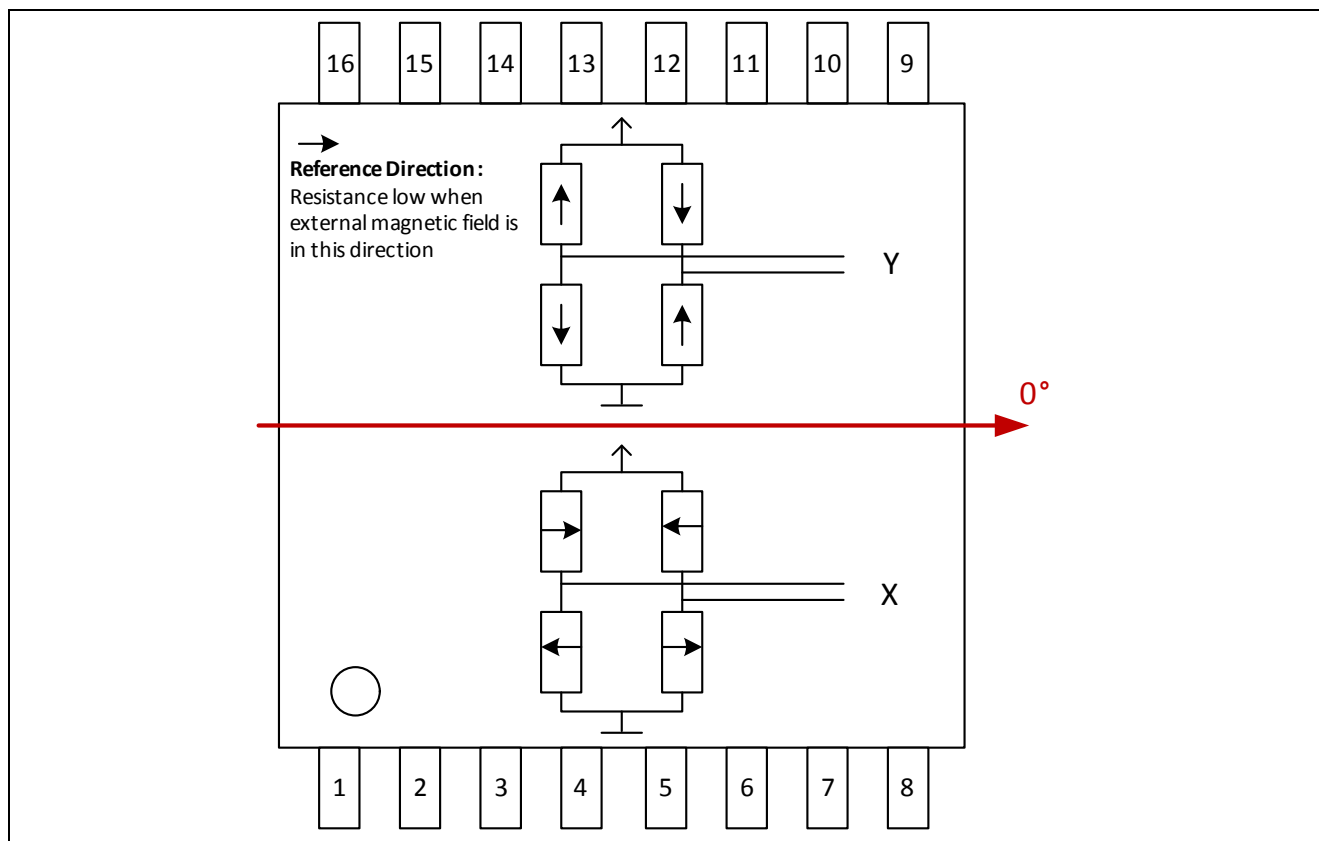 16 15 14 13 12 11 10 9
Reference Direction:
Resistance low when
external magnetic field is
in this direction
Y
0°
X
1 2 3 4 5 6 7 8